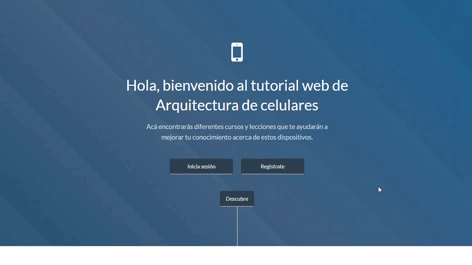 Hola, bienvenido al tutorial web de
Arquitectura de celulares
Acá encontrarás diferentes cursos y lecciones que te ayudarán a
mejorar tu conocimiento acerca de estos dispositivos.
Inicia sesión
Regístrate
Descubre